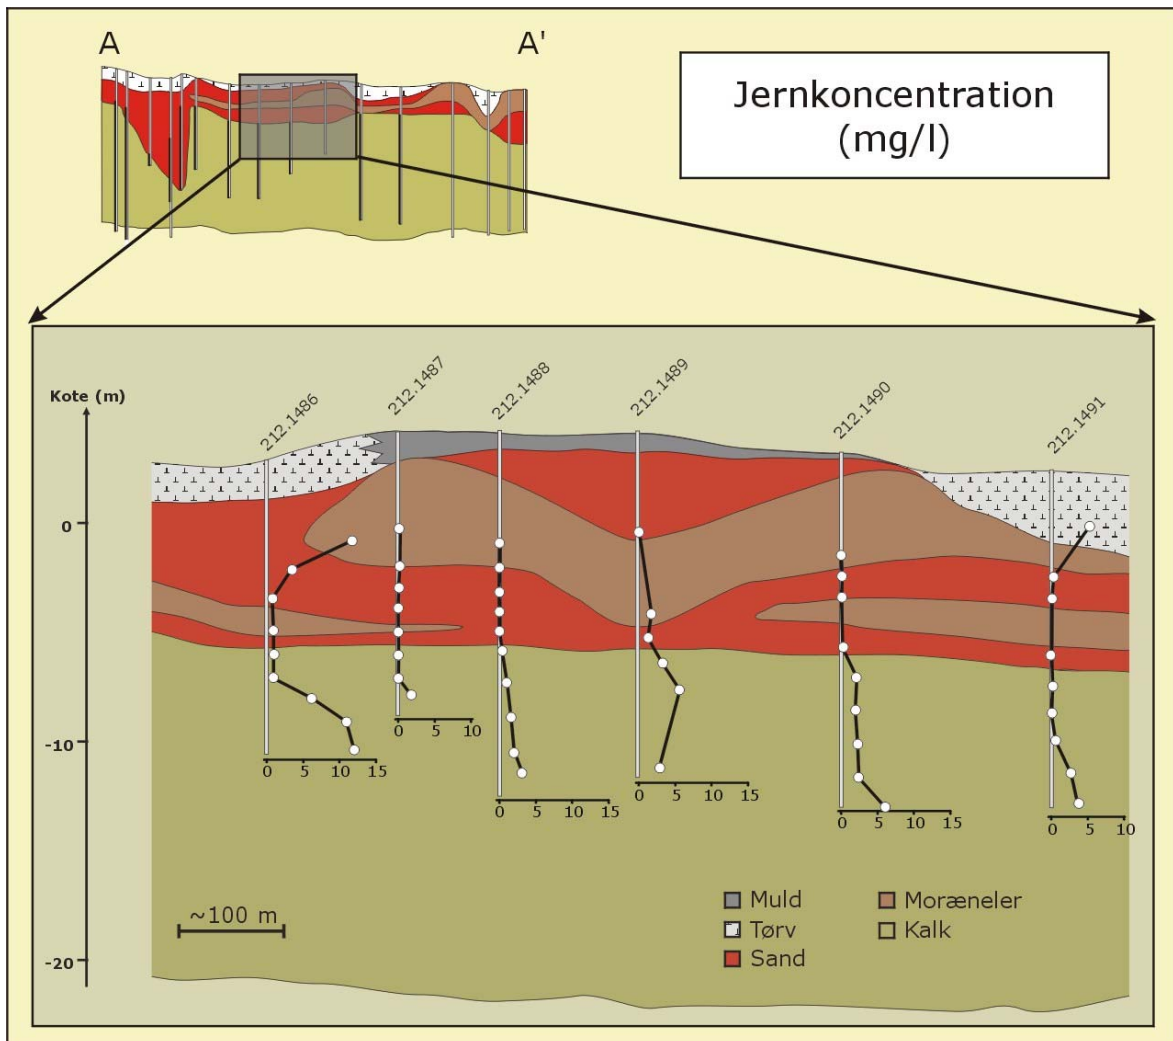 A
A'
Jernkoncentration
(mg/l)
Kote (m)
212.1486
212.1487
212.1488
212.1489
212.1490
212.1491
0
-10
-20
0 5 10 15
0 5 10
0 5 10 15
0 5 10 15
0 5 10 15
0 5 10
~100 m
Muld
Moræneler
Tørv
Kalk
Sand